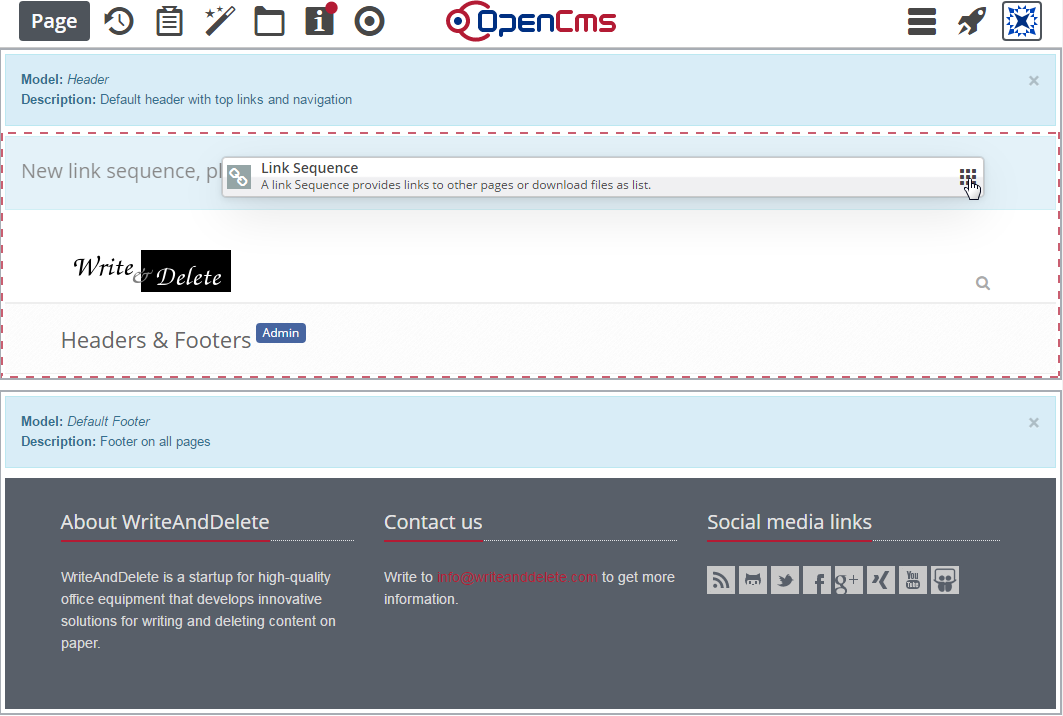 Page
OpenCms
Model: Header
Description: Default header with top links and navigation
New link sequence, pl
Link Sequence
A link Sequence provides links to other pages or download files as list.
Write & Delete
Headers & Footers Admin
Model: Default Footer
Description: Footer on all pages
About WriteAndDelete
WriteAndDelete is a startup for high-quality
office equipment that develops innovative
solutions for writing and deleting content on
paper.
Contact us
Write to info@writeanddelete.com to get more
information.
Social media links
g+
You Tube